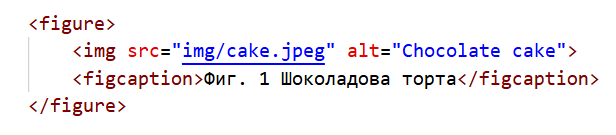 <figure>
<img src="img/cake.jpeg" alt="Chocolate cake">
<figcaption>Фиг. 1 Шоколадова торта</figcaption>
</figure>